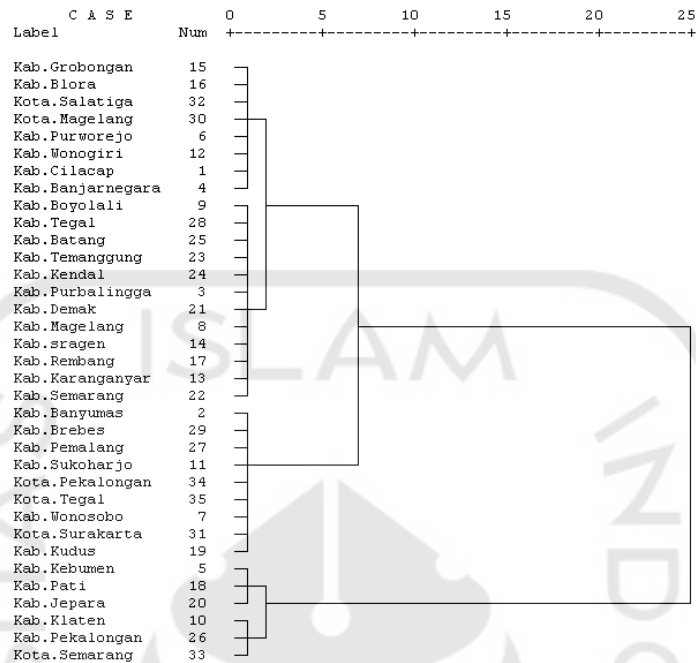 C A S E 0 5 10 15 20 25
Label Num +---------+---------+---------+---------+---------+
Kab.Grobongan 15
Kab.Blora 16
Kota.Salatiga 32
Kota.Magelang 30
Kab.Purworejo 6
Kab.Wonogiri 12
Kab.Cilacap 1
Kab.Banjarnegara 4
Kab.Boyolali 9
Kab.Tegal 28
Kab.Batang 25
Kab.Temanggung 23
Kab.Kendal 24
Kab.Purbalingga 3
Kab.Demak 21
Kab.Magelang 8
Kab.sragen 14
Kab.Rembang 17
Kab.Karanganyar 13
Kab.Semarang 22
Kab.Banyumas 2
Kab.Brebes 29
Kab.Pemalang 27
Kab.Sukoharjo 11
Kota.Pekalongan 34
Kota.Tegal 35
Kab.Wonosobo 7
Kota.Surakarta 31
Kab.Kudus 19
Kab.Kebumen 5
Kab.Pati 18
Kab.Jepara 20
Kab.Klaten 10
Kab.Pekalongan 26
Kota.Semarang 33
ISLAM
INDO